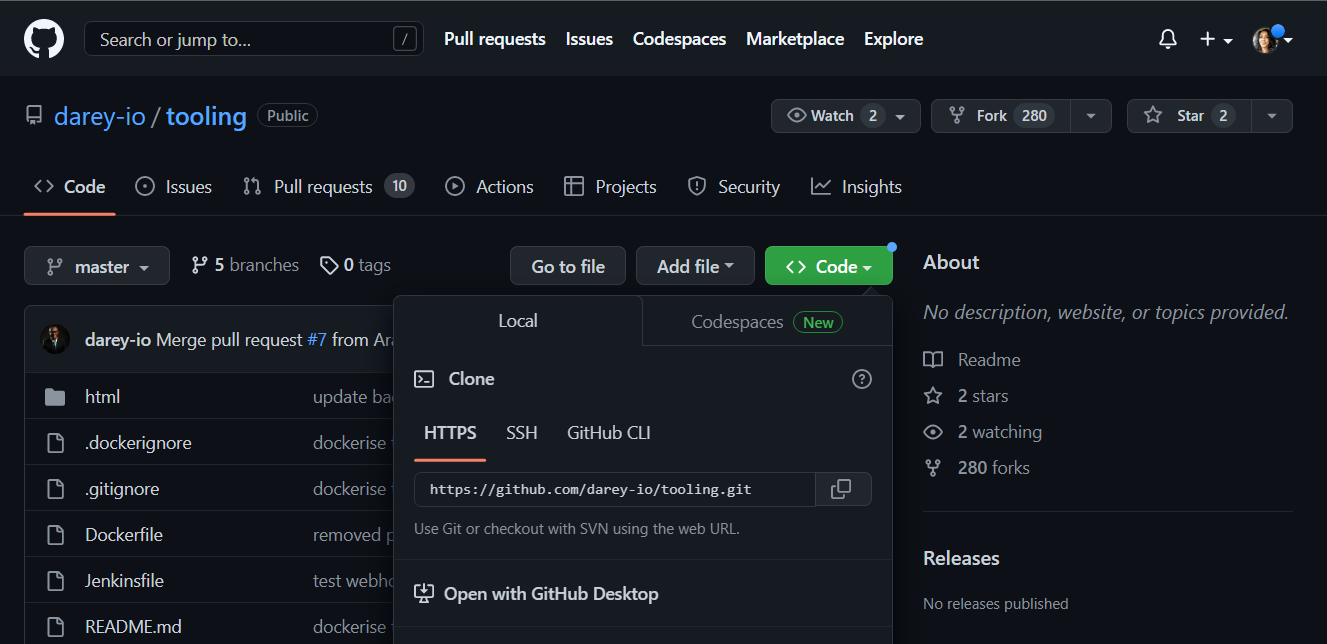 Search or jump to... /
Pull requests Issues Codespaces Marketplace Explore
darey-io / tooling Public
Watch 2 Fork 280 Star 2
Code Issues Pull requests 10 Actions Projects Security Insights
master 5 branches 0 tags Go to file Add file <> Code
About
No description, website, or topics provided.
Readme
2 stars
2 watching
280 forks
Releases
No releases published
Local Codespaces New
Clone ?
HTTPS SSH GitHub CLI
https://github.com/darey-io/tooling.git
Use Git or checkout with SVN using the web URL.
Open with GitHub Desktop
darey-io Merge pull request #7 from
html update
.dockerignore dockerise
.gitignore dockerise
Dockerfile removed
Jenkinsfile test
README.md dockerise